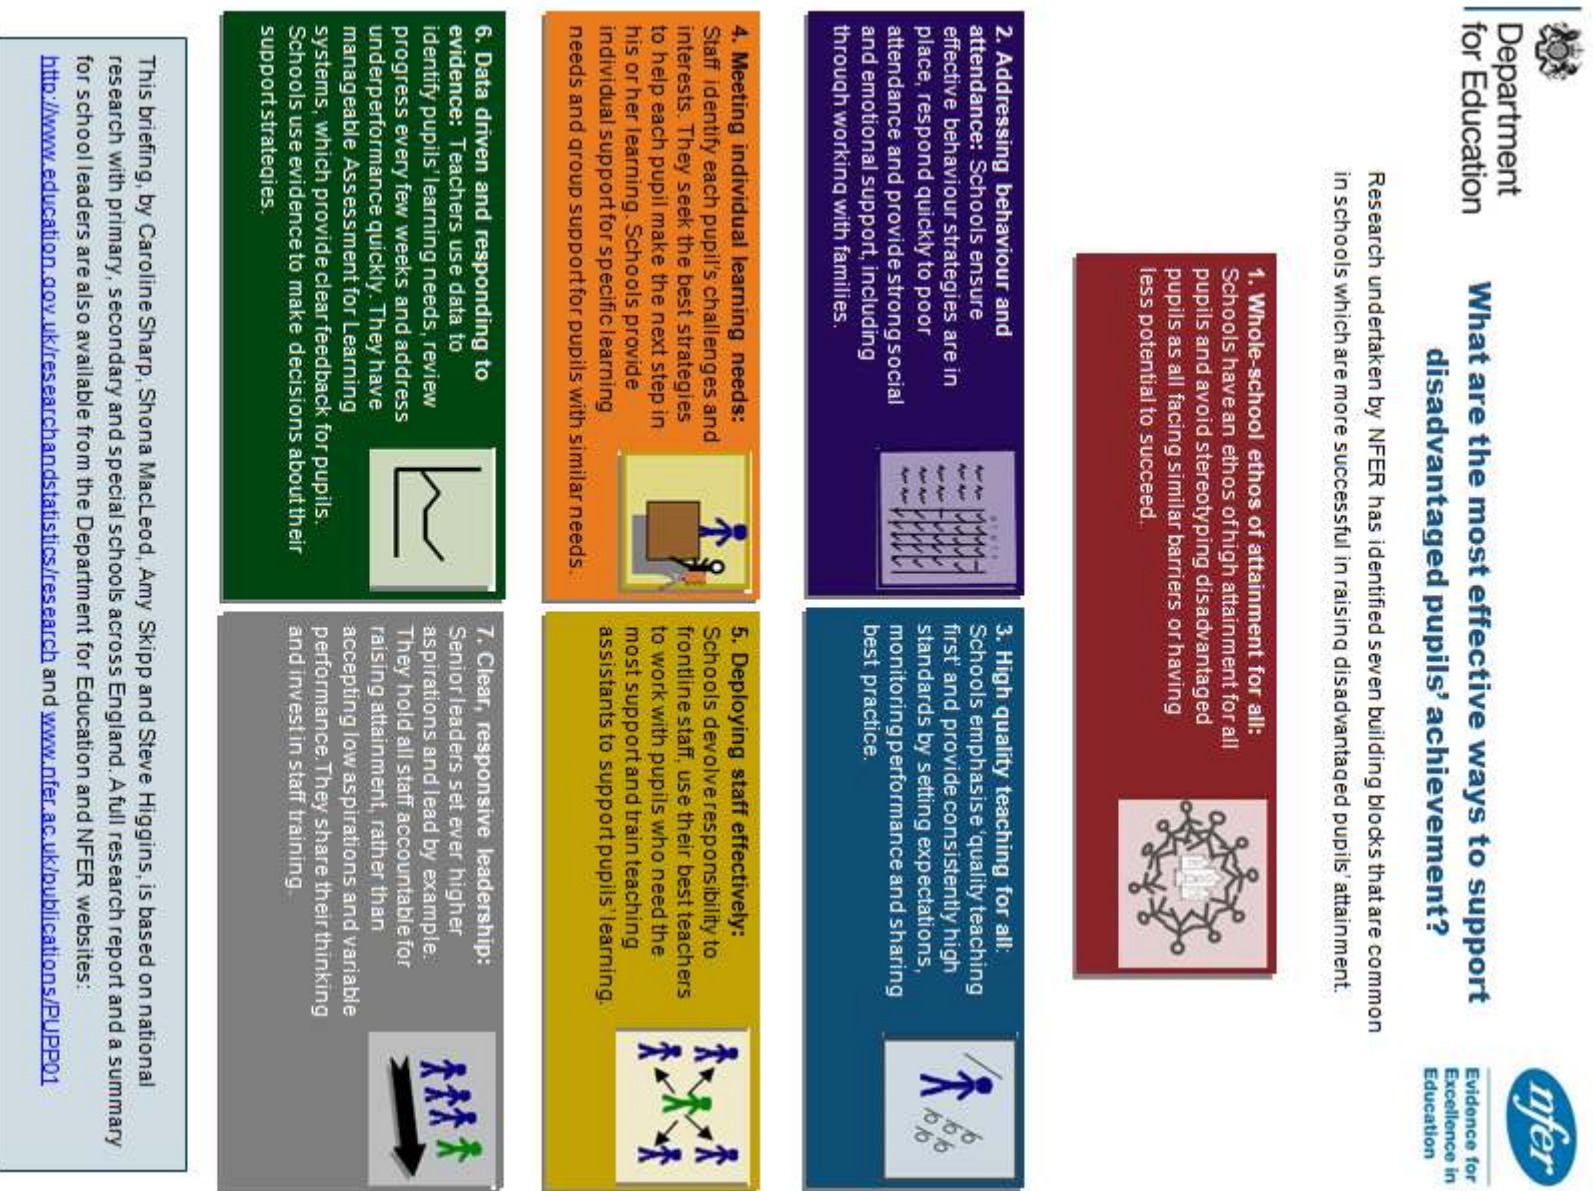 Department
for Education
What are the most effective ways to support
disadvantaged pupils' achievement?
nfer
Evidence for
Excellence in
Education
Research undertaken by NFER has identified seven building blocks that are common
in schools which are more successful in raising disadvantaged pupils' attainment.
1. Whole-school ethos of attainment for all:
Schools have an ethos of high attainment for all
pupils and avoid stereotyping disadvantaged
pupils as all facing similar barriers or having
less potential to succeed.
2. Addressing behaviour and
attendance: Schools ensure
effective behaviour strategies are in
place, respond quickly to poor
attendance and provide strong social
and emotional support, including
through working with families.
3. High quality teaching for all:
Schools emphasise 'quality teaching
first' and provide consistently high
standards by setting expectations,
monitoring performance and sharing
best practice.
4. Meeting individual learning needs:
Staff identify each pupil's challenges and
interests. They seek the best strategies
to help each pupil make the next step in
his or her learning. Schools provide
individual support for specific learning
needs and group support for pupils with similar needs.
5. Deploying staff effectively:
Schools devolve responsibility to
frontline staff, use their best teachers
to work with pupils who need the
most support and train teaching
assistants to support pupils' learning.
6. Data driven and responding to
evidence: Teachers use data to
identify pupils' learning needs, review
progress every few weeks and address
underperformance quickly. They have
manageable Assessment for Learning
systems, which provide clear feedback for pupils.
Schools use evidence to make decisions about their
support strategies.
7. Clear, responsive leadership:
Senior leaders set ever higher
aspirations and lead by example.
They hold all staff accountable for
raising attainment, rather than
accepting low aspirations and variable
performance. They share their thinking
and invest in staff training.
This briefing, by Caroline Sharp, Shona MacLeod, Amy Skipp and Steve Higgins, is based on national
research with primary, secondary and special schools across England. A full research report and a summary
for school leaders are also available from the Department for Education and NFER websites:
http://www.education.gov.uk/researchandstatistics/research and www.nfer.ac.uk/publications/PUPP01